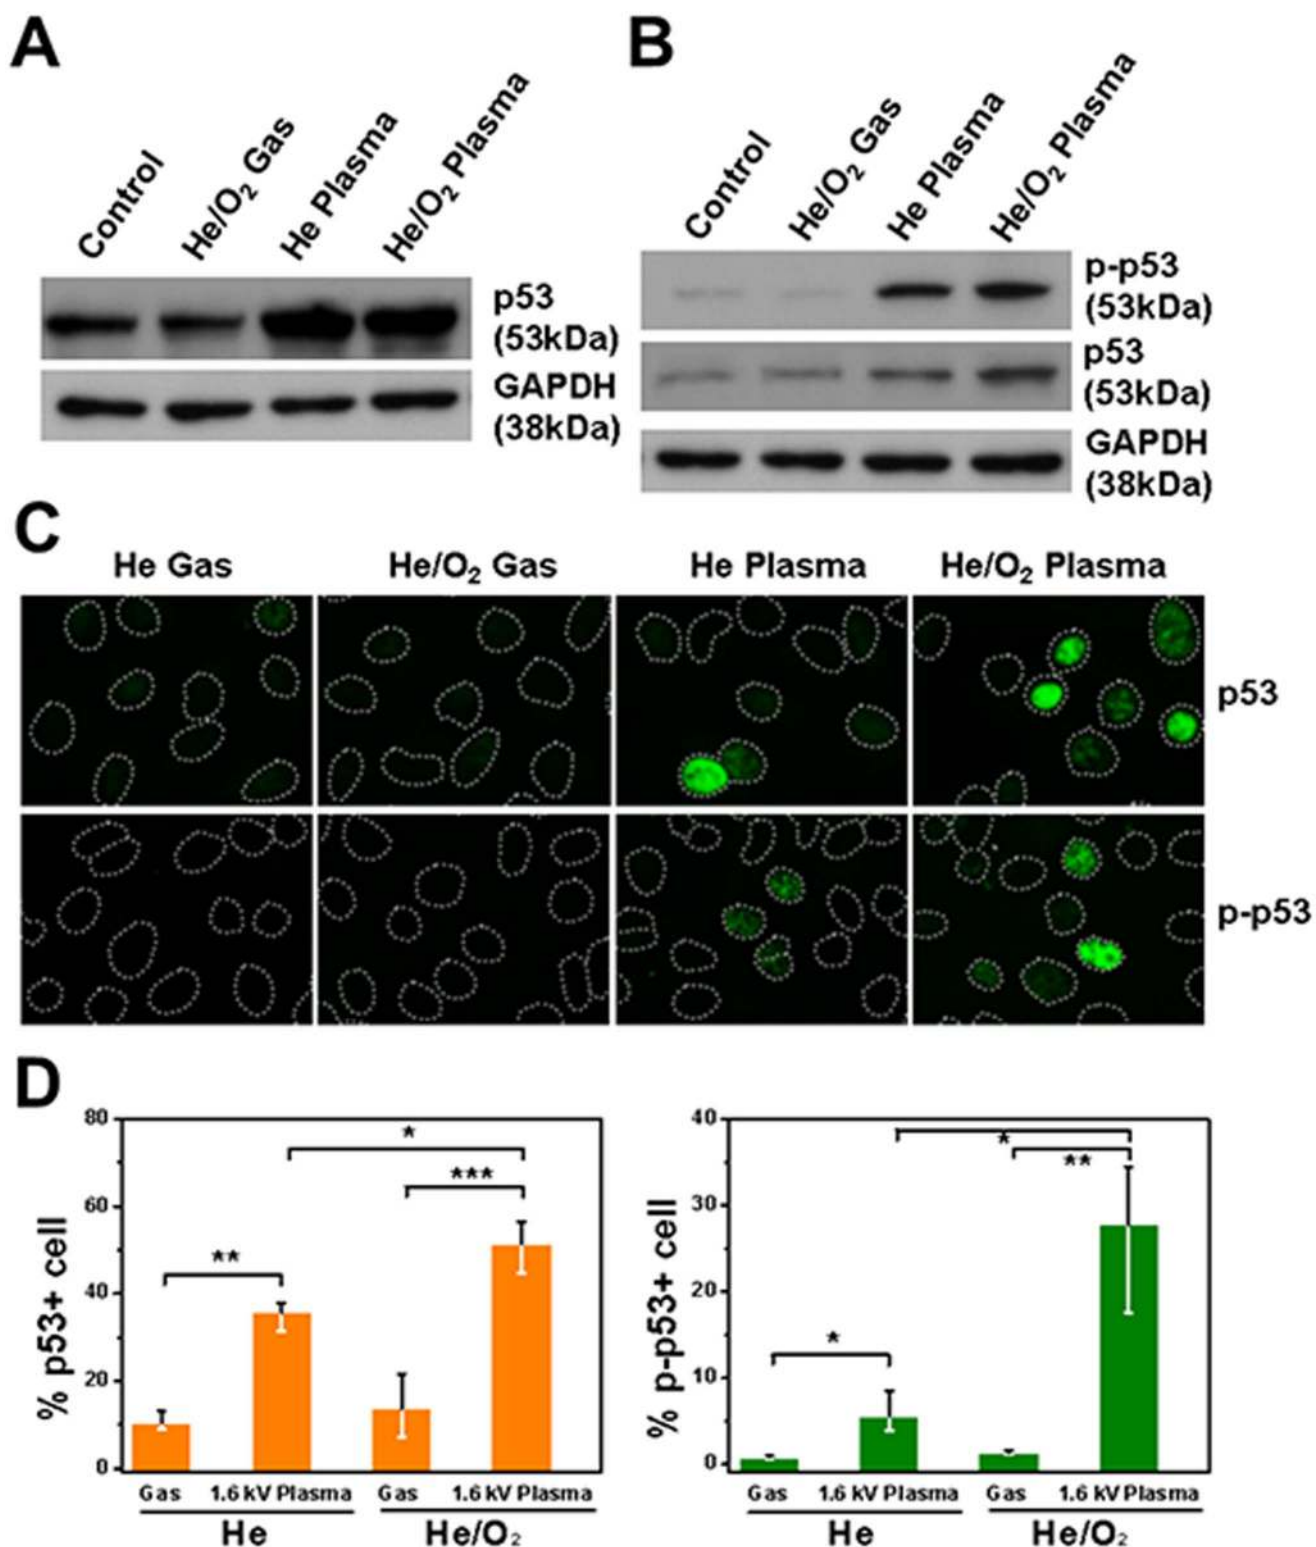 A
Control
He/O₂ Gas
He Plasma
He/O₂ Plasma
p53
(53kDa)
GAPDH
(38kDa)
B
Control
He/O₂ Gas
He Plasma
He/O₂ Plasma
p-p53
(53kDa)
p53
(53kDa)
GAPDH
(38kDa)
C
He Gas
He/O₂ Gas
He Plasma
He/O₂ Plasma
p53
p-p53
D
% p53+ cell
80
60
40
20
0
**
*
***
Gas
1.6 kV Plasma
Gas
1.6 kV Plasma
He
He/O₂
% p-p53+ cell
40
30
20
10
0
*
*
**
Gas
1.6 kV Plasma
Gas
1.6 kV Plasma
He
He/O₂